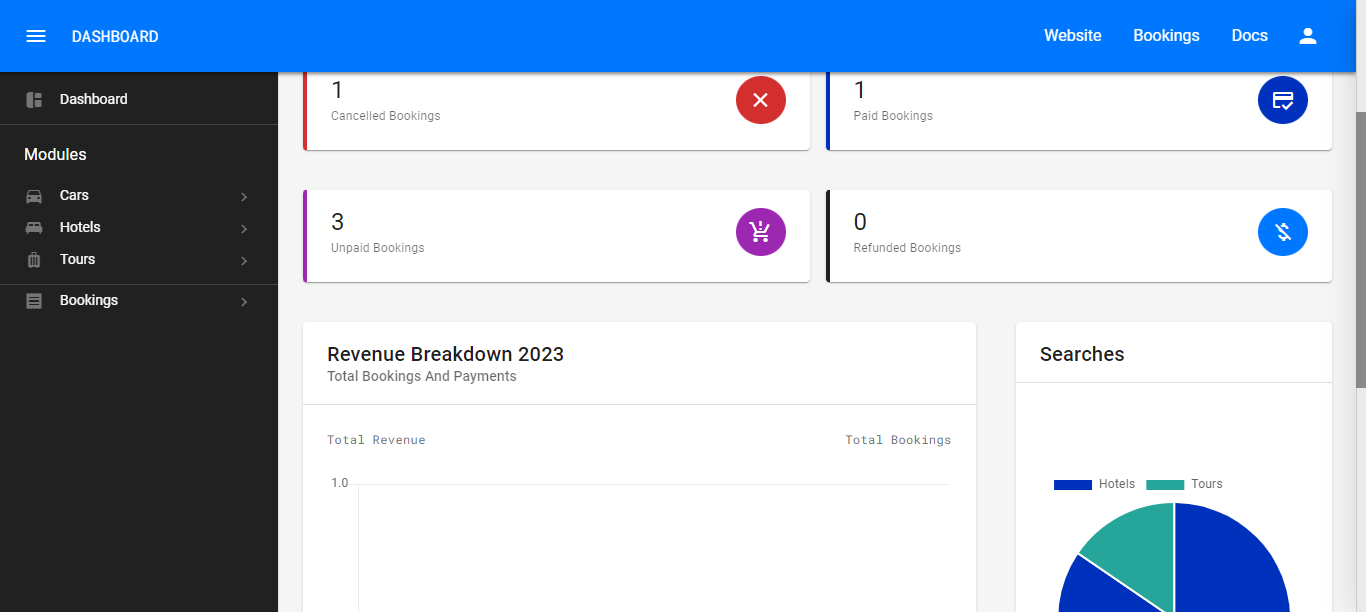 DASHBOARD
Website
Bookings
Docs
Dashboard
Modules
Cars
Hotels
Tours
Bookings
1
Cancelled Bookings
1
Paid Bookings
3
Unpaid Bookings
0
Refunded Bookings
Revenue Breakdown 2023
Total Bookings And Payments
Total Revenue
Total Bookings
1.0
Searches
Hotels
Tours